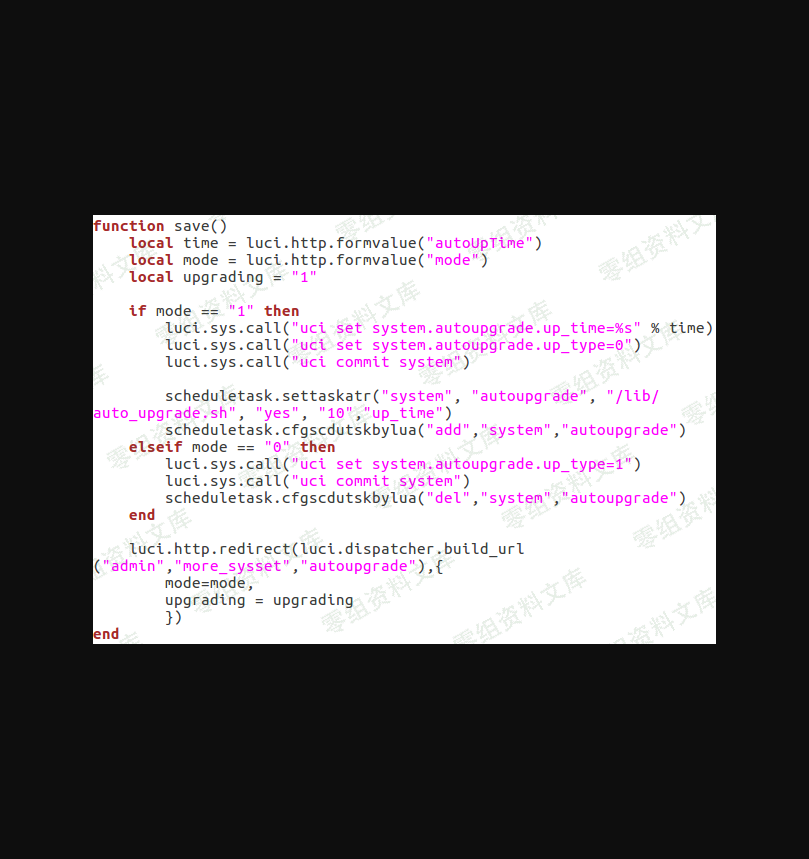 function save()
    local time = luci.http.formvalue("autoUpTime")
    local mode = luci.http.formvalue("mode")
    local upgrading = "1"

    if mode == "1" then
        luci.sys.call("uci set system.autoupgrade.up_time=%s" % time)
        luci.sys.call("uci set system.autoupgrade.up_type=0")
        luci.sys.call("uci commit system")

        scheduletask.settaskatr("system", "autoupgrade", "/lib/
auto_upgrade.sh", "yes", "10","up_time")
        scheduletask.cfgscdutskbylua("add","system","autoupgrade")
    elseif mode == "0" then
        luci.sys.call("uci set system.autoupgrade.up_type=1")
        luci.sys.call("uci commit system")
        scheduletask.cfgscdutskbylua("del","system","autoupgrade")
    end

    luci.http.redirect(luci.dispatcher.build_url
("admin","more_sysset","autoupgrade"),{
        mode=mode,
        upgrading = upgrading
        })
end
零组资料文库